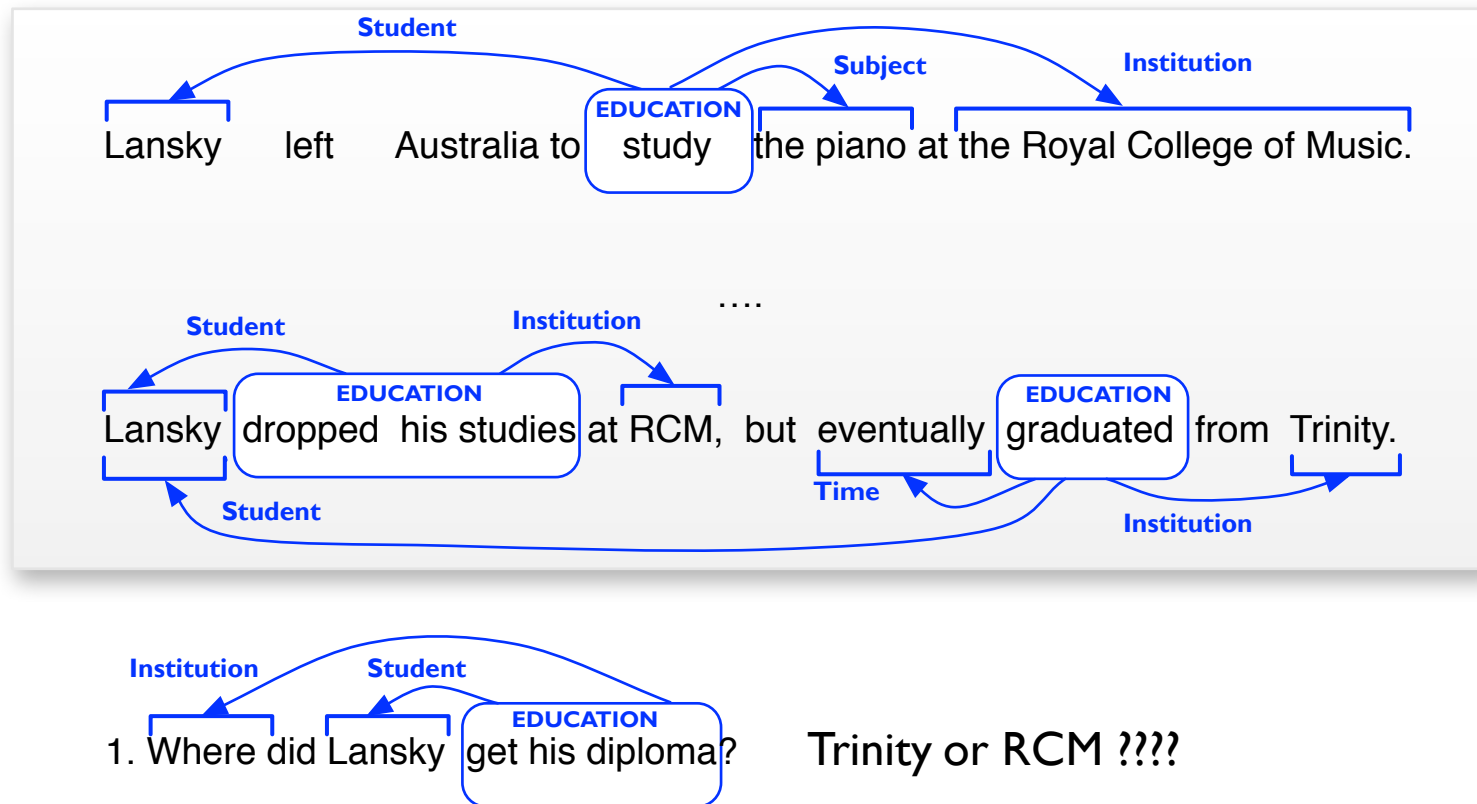 Student
Subject Institution
EDUCATION
Lansky left Australia to study the piano at the Royal College of Music.
....
Student Institution
EDUCATION EDUCATION
Lansky dropped his studies at RCM, but eventually graduated from Trinity.
Time
Student Institution
Institution Student
EDUCATION
1. Where did Lansky get his diploma? Trinity or RCM ????